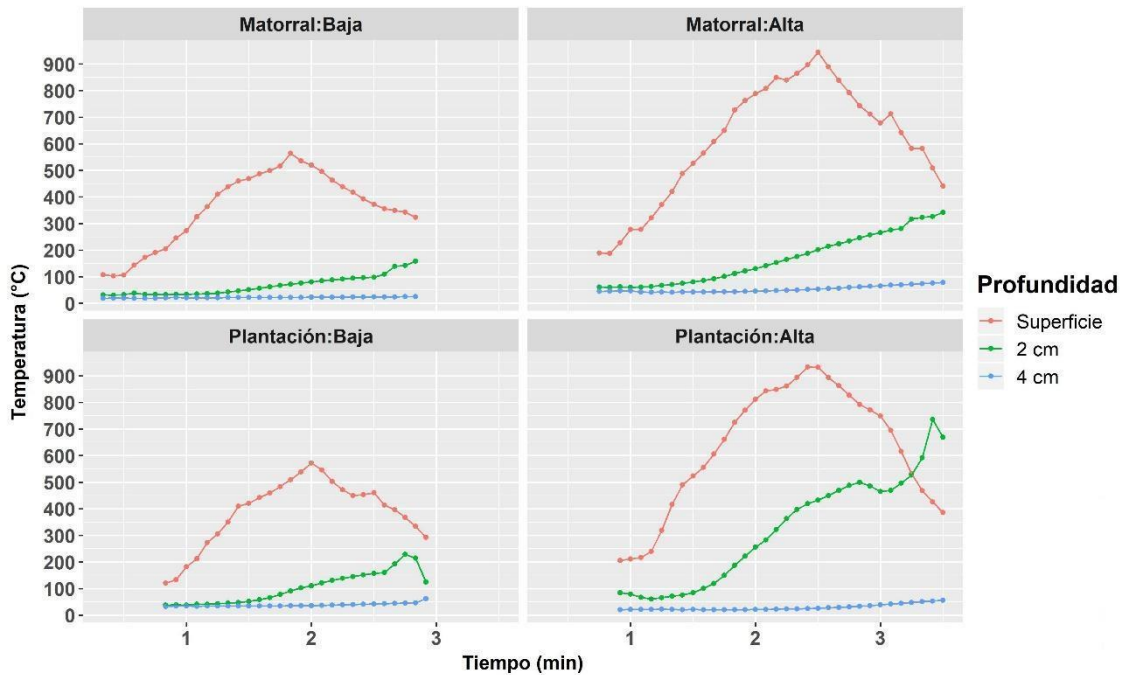 Matorral:Baja
Matorral:Alta
900
800
700
600
500
400
300
200
100
0
Plantación:Baja
Plantación:Alta
900
800
700
600
500
400
300
200
100
0
1 2 3
1 2 3
Temperatura (°C)
Tiempo (min)
Profundidad
Superficie
2 cm
4 cm